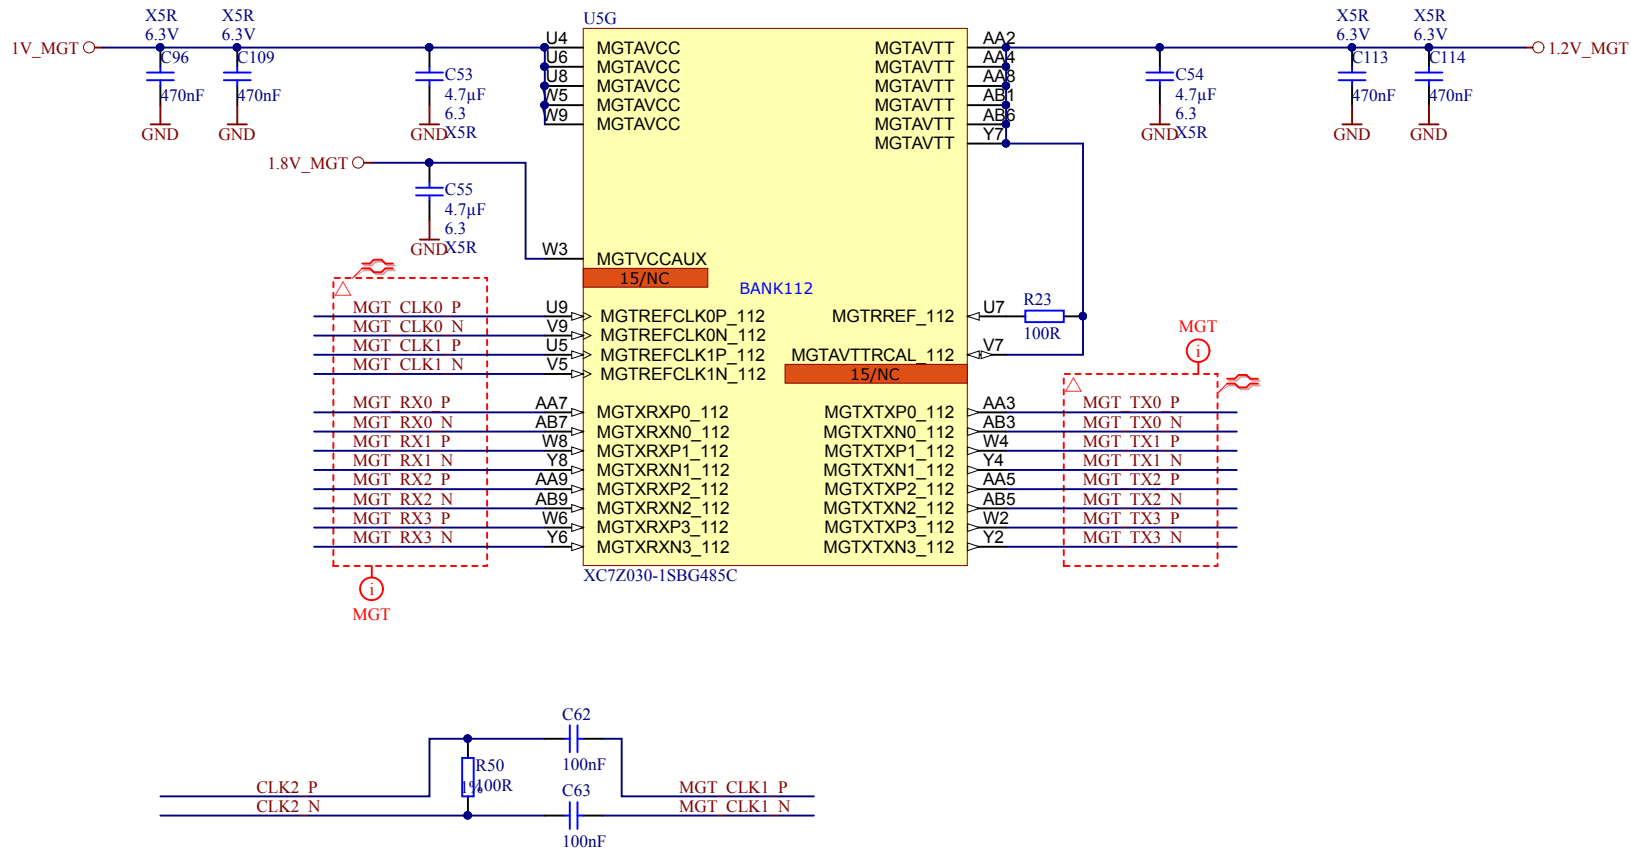 X5R
6.3V
X5R
6.3V
U5G
X5R
6.3V
X5R
6.3V
1V_MGT
C96
470nF
GND
C109
470nF
GND
C53
4.7µF
6.3
X5R
GND
U4 MGTAVCC
U6 MGTAVCC
U8 MGTAVCC
W5 MGTAVCC
W9 MGTAVCC
MGTAVTT AA2
MGTAVTT AA4
MGTAVTT AA8
MGTAVTT AB1
MGTAVTT AB6
MGTAVTT Y7
C54
4.7µF
6.3
X5R
GND
C113
470nF
GND
C114
470nF
GND
1.2V_MGT
1.8V_MGT
C55
4.7µF
6.3
X5R
GND
W3 MGTVCCAUX
15/NC
BANK112
MGT_CLK0_P U9 MGTREFCLK0P_112
MGT_CLK0_N V9 MGTREFCLK0N_112
MGT_CLK1_P U5 MGTREFCLK1P_112
MGT_CLK1_N V5 MGTREFCLK1N_112
MGTRREF_112 U7
R23
100R
MGTAVTTRCAL_112 V7
15/NC
MGT
i
MGT_RX0_P AA7 MGTXRXP0_112
MGT_RX0_N AB7 MGTXRXN0_112
MGT_RX1_P W8 MGTXRXP1_112
MGT_RX1_N Y8 MGTXRXN1_112
MGT_RX2_P AA9 MGTXRXP2_112
MGT_RX2_N AB9 MGTXRXN2_112
MGT_RX3_P W6 MGTXRXP3_112
MGT_RX3_N Y6 MGTXRXN3_112
MGTXTXP0_112 AA3 MGT_TX0_P
MGTXTXN0_112 AB3 MGT_TX0_N
MGTXTXP1_112 W4 MGT_TX1_P
MGTXTXN1_112 Y4 MGT_TX1_N
MGTXTXP2_112 AA5 MGT_TX2_P
MGTXTXN2_112 AB5 MGT_TX2_N
MGTXTXP3_112 W2 MGT_TX3_P
MGTXTXN3_112 Y2 MGT_TX3_N
XC7Z030-1SBG485C
i
MGT
C62
100nF
R50
100R
1%
C63
100nF
CLK2_P
CLK2_N
MGT_CLK1_P
MGT_CLK1_N